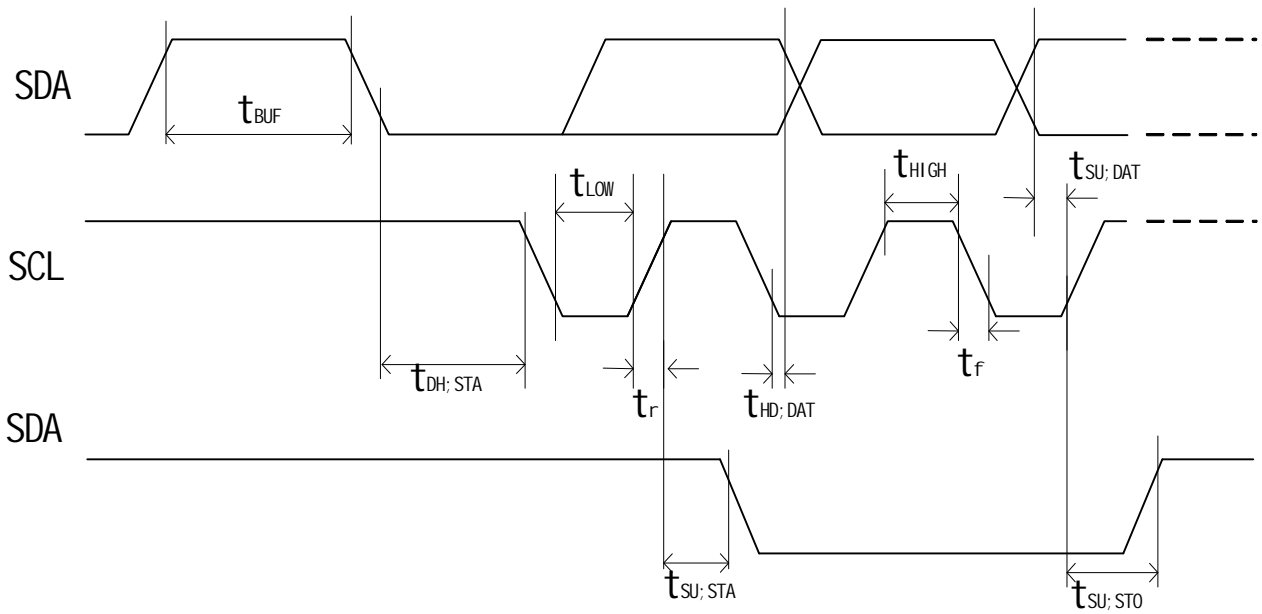 SDA
tBUF
tLOW
tHIGH
tSU; DAT
SCL
tDH; STA
tr
tHD; DAT
tf
SDA
tSU; STA
tSU; STO